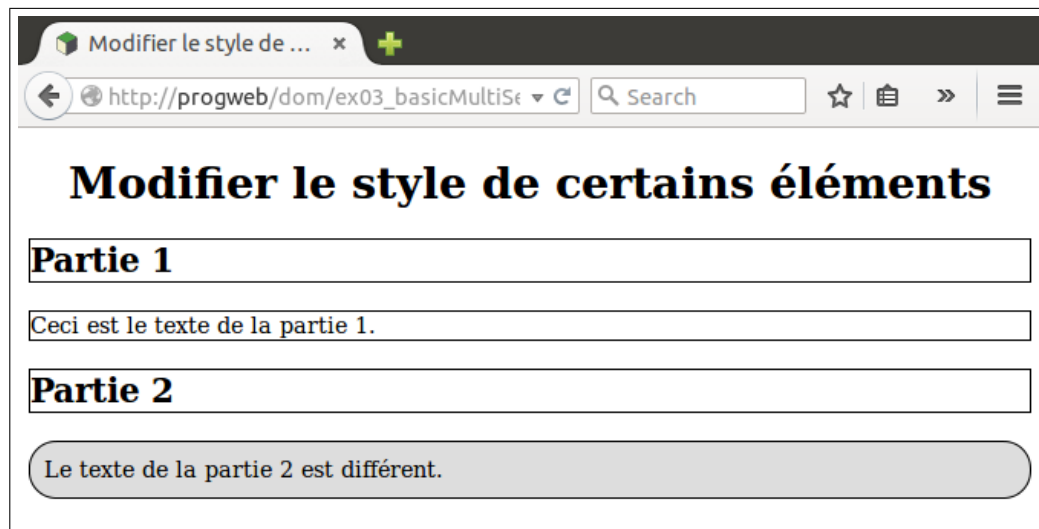 Modifier le style de ...
http://progweb/dom/ex03_basicMultiSe
Search
Modifier le style de certains éléments
Partie 1
Ceci est le texte de la partie 1.
Partie 2
Le texte de la partie 2 est différent.